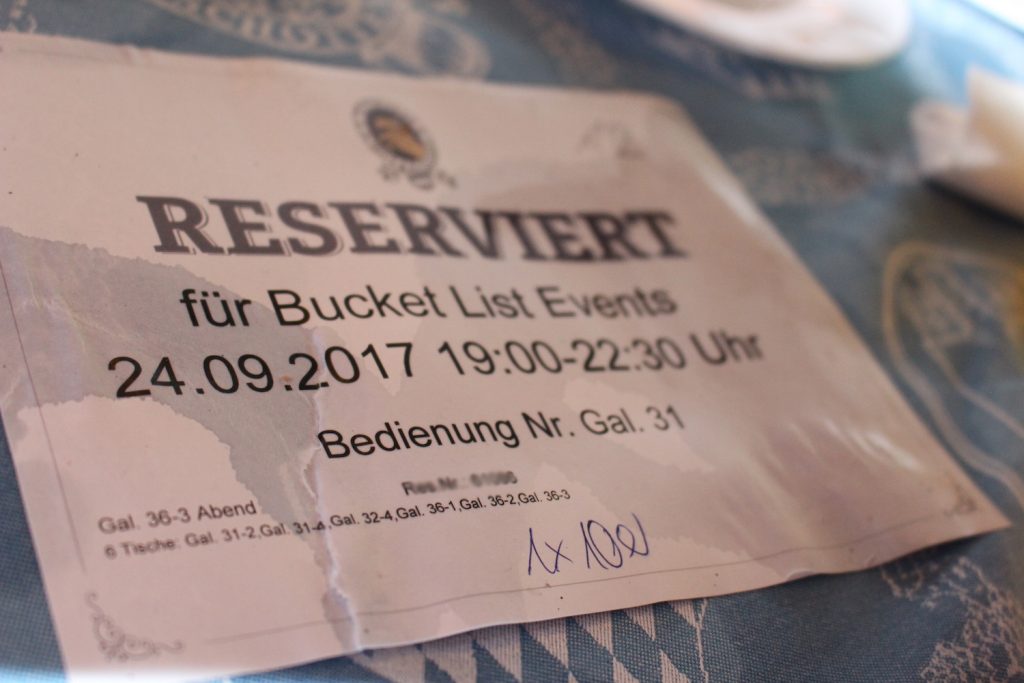 RESERVIERT
für Bucket List Events
24.09.2017 19:00-22:30 Uhr
Bedienung Nr. Gal. 31
Res.Nr.:
Gal. 36-3 Abend
6 Tische: Gal. 31-2,Gal. 31-4,Gal. 32-4,Gal. 36-1,Gal. 36-2,Gal. 36-3